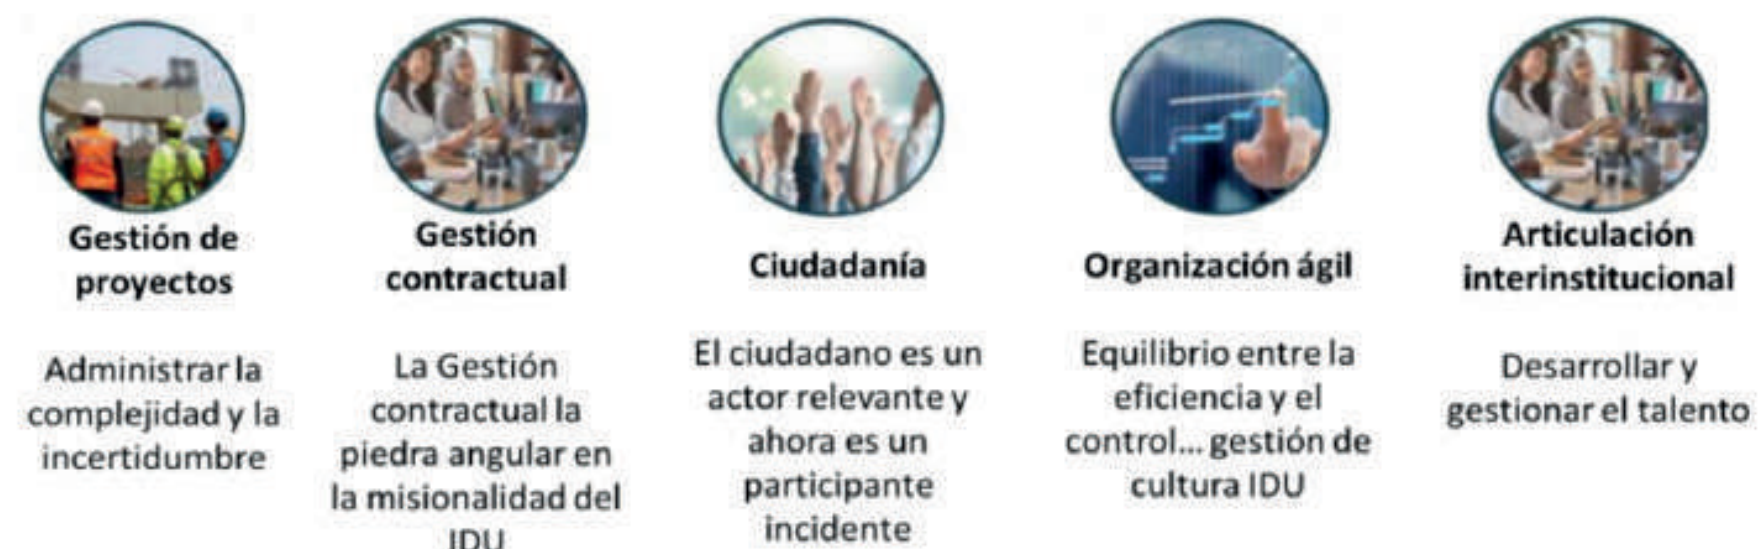 Gestión de
proyectos
Administrar la
complejidad y la
incertidumbre
Gestión
contractual
La Gestión
contractual la
piedra angular en
la misionalidad del
IDU
Ciudadanía
El ciudadano es un
actor relevante y
ahora es un
participante
incidente
Organización ágil
Equilibrio entre la
eficiencia y el
control... gestión de
cultura IDU
Articulación
interinstitucional
Desarrollar y
gestionar el talento